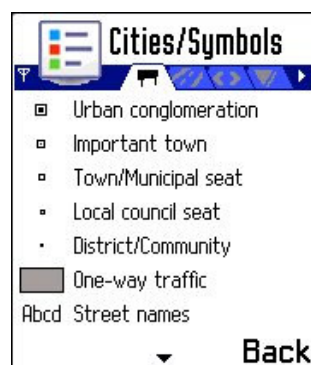 Cities/Symbols
Urban conglomeration
Important town
Town/Municipal seat
Local council seat
District/Community
One-way traffic
Abcd Street names
Back